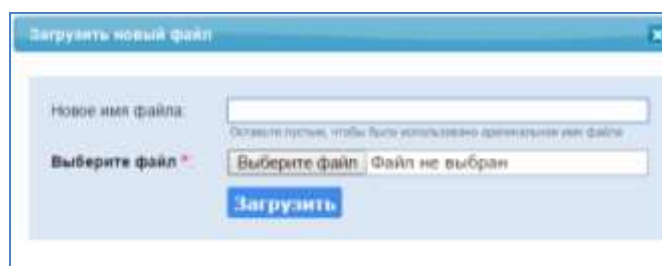 Загрузить новый файл
Новое имя файла:
Оставьте пустым, чтобы было использовано оригинальное имя файла
Выберите файл *
Выберите файл Файл не выбран
Загрузить